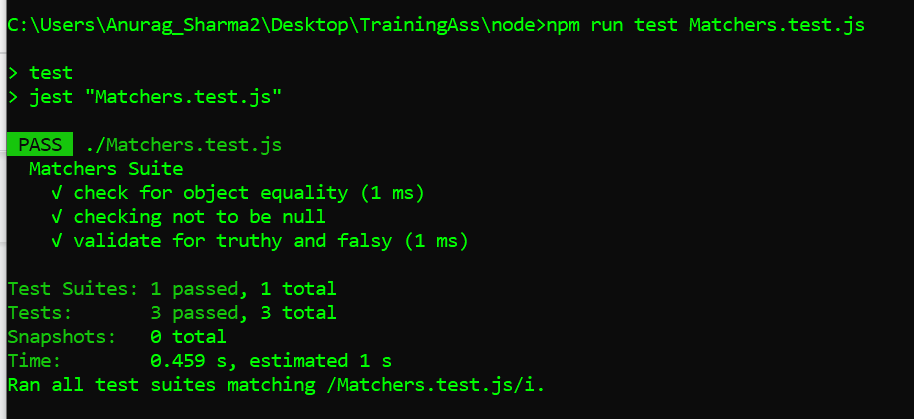 C:\Users\Anurag_Sharma2\Desktop\TrainingAss\node>npm run test Matchers.test.js
> test
> jest "Matchers.test.js"
PASS ./Matchers.test.js
Matchers Suite
√ check for object equality (1 ms)
√ checking not to be null
√ validate for truthy and falsy (1 ms)
Test Suites: 1 passed, 1 total
Tests: 3 passed, 3 total
Snapshots: 0 total
Time: 0.459 s, estimated 1 s
Ran all test suites matching /Matchers.test.js/i.